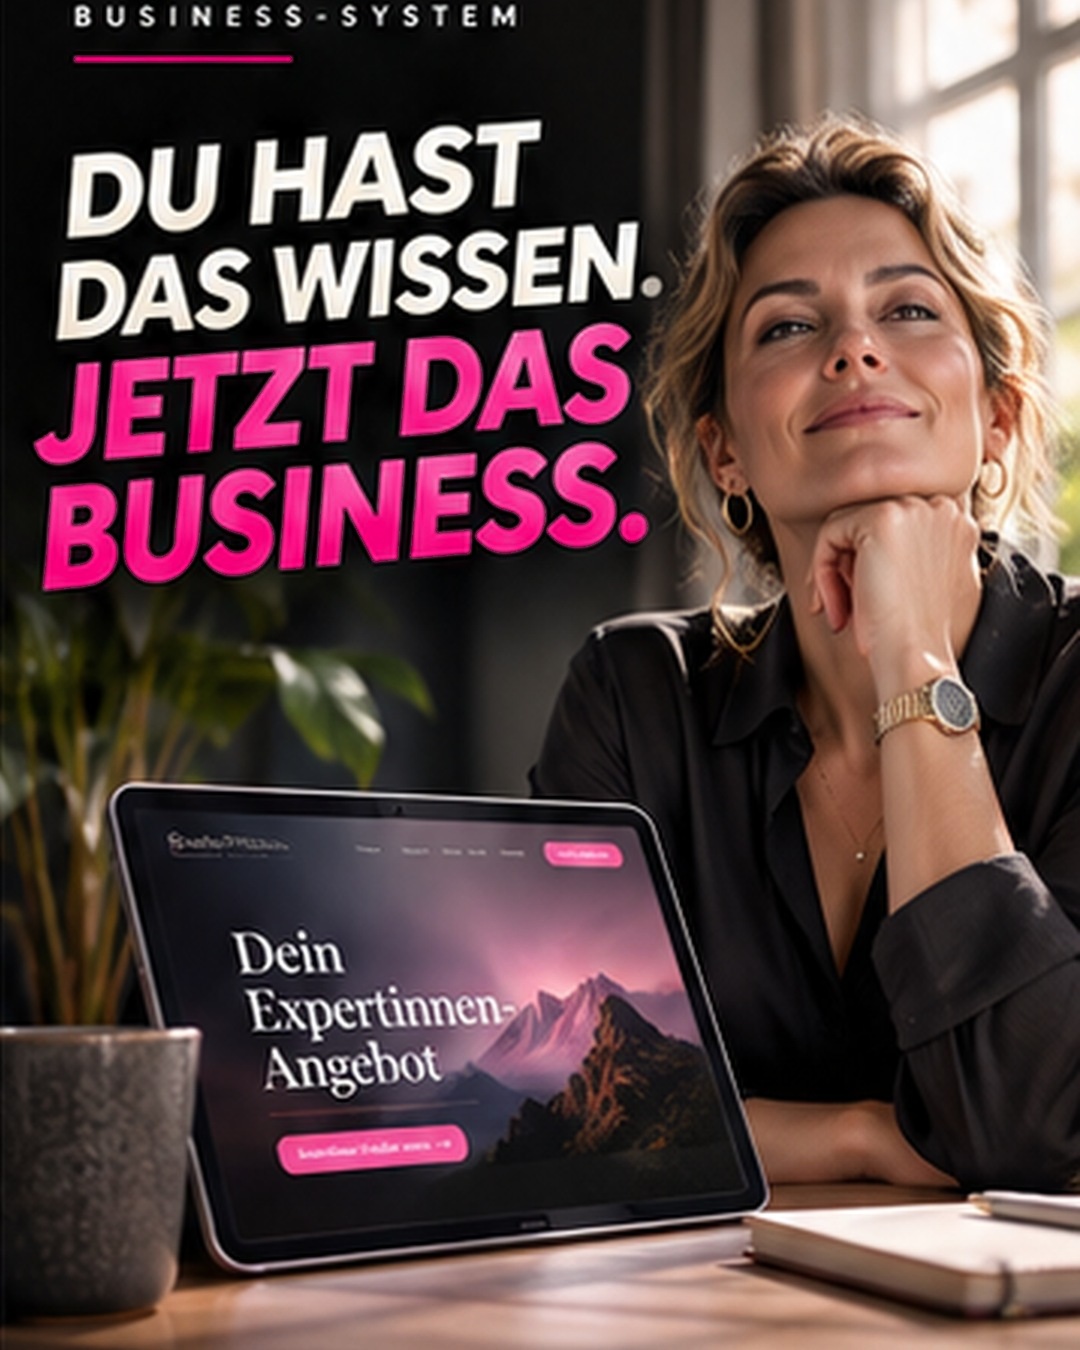 BUSINESS-SYSTEM
DU HAST
DAS WISSEN.
JETZT DAS
BUSINESS.
Dein
Expertinnen-
Angebot